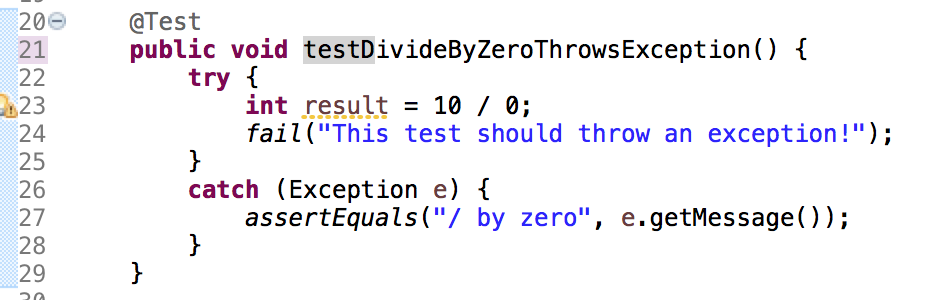 20 @Test
21 public void testDivideByZeroThrowsException() {
22 try {
23 int result = 10 / 0;
24 fail("This test should throw an exception!");
25 }
26 catch (Exception e) {
27 assertEquals("/ by zero", e.getMessage());
28 }
29 }